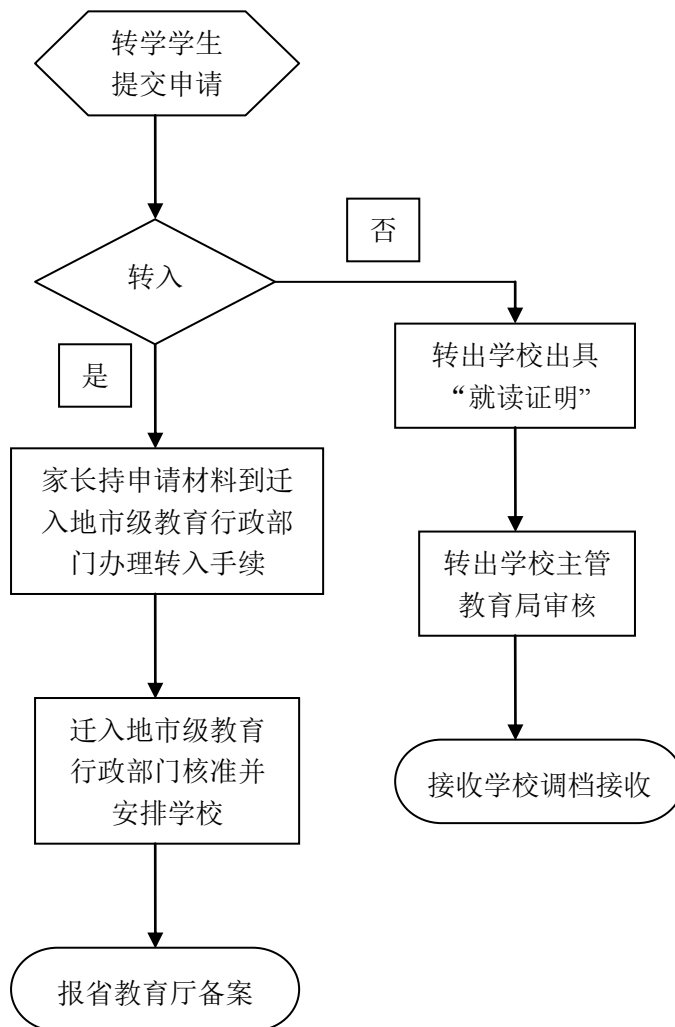 转学学生
提交申请
转入
否
是
转出学校出具
“就读证明”
家长持申请材料到迁
入地市级教育行政部
门办理转入手续
转出学校主管
教育局审核
迁入地市级教育
行政部门核准并
安排学校
接收学校调档接收
报省教育厅备案